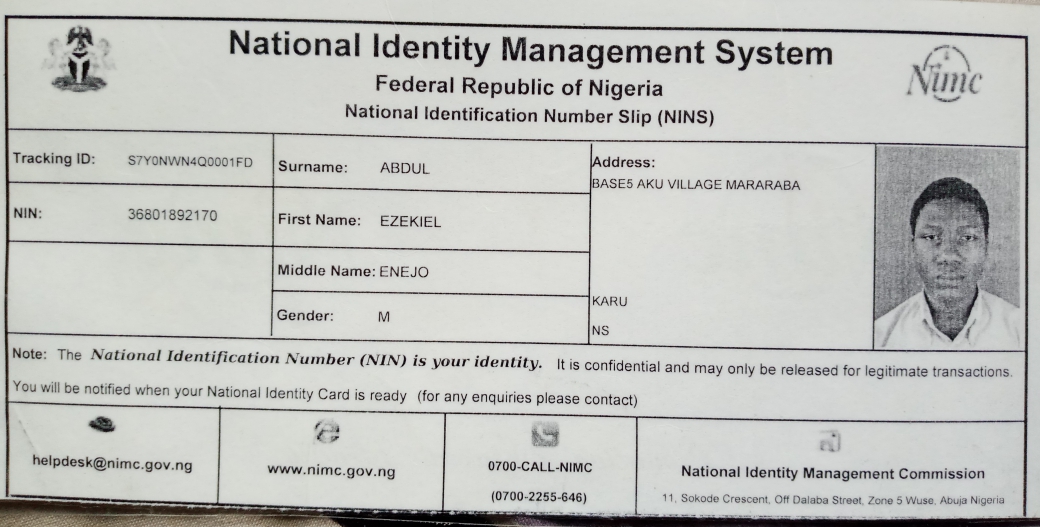 National Identity Management System
Federal Republic of Nigeria
National Identification Number Slip (NINS)
Nimc
Tracking ID: S7Y0NWN4Q0001FD
NIN: 36801892170
Surname: ABDUL
First Name: EZEKIEL
Middle Name: ENEJO
Gender: M
Address:
BASE5 AKU VILLAGE MARARABA
KARU
NS
Note: The National Identification Number (NIN) is your identity. It is confidential and may only be released for legitimate transactions.
You will be notified when your National Identity Card is ready (for any enquiries please contact)
helpdesk@nimc.gov.ng
www.nimc.gov.ng
0700-CALL-NIMC
(0700-2255-646)
National Identity Management Commission
11, Sokode Crescent, Off Dalaba Street, Zone 5 Wuse, Abuja Nigeria